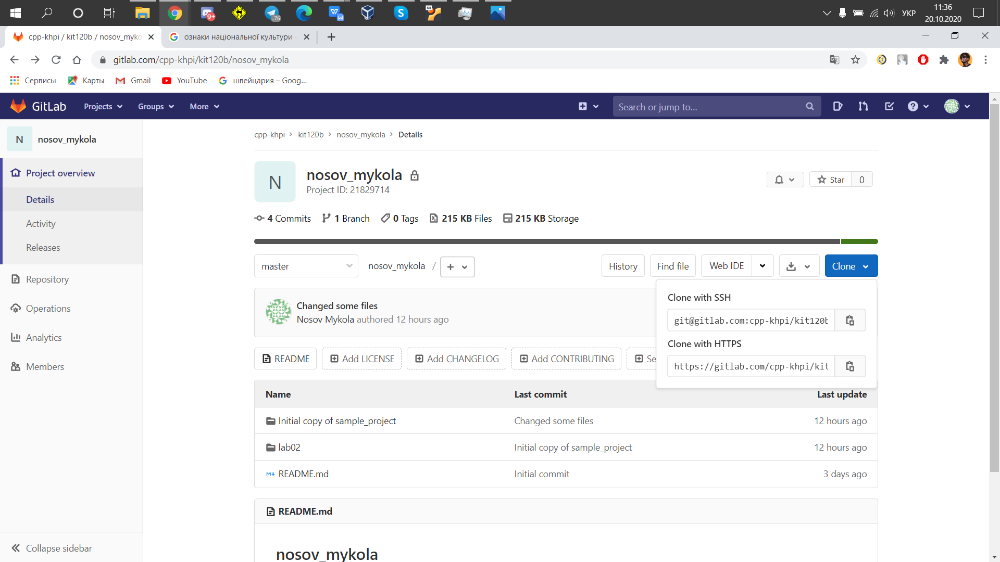 УКР
11:36
20.10.2020
64
9+
..76
cpp-khpi / kit120b / nosov_myko
ознаки національної культури -
gitlab.com/cpp-khpi/kit120b/nosov_mykola
Сервисы
Карты
Gmail
YouTube
швейцария – Goog...
GitLab
Projects
Groups
More
Search or jump to...
N
nosov_mykola
Project overview
Details
Activity
Releases
Repository
Operations
Analytics
Members
Collapse sidebar
cpp-khpi > kit120b > nosov_mykola > Details
N
nosov_mykola
Project ID: 21829714
Star 0
4 Commits 1 Branch 0 Tags 215 KB Files 215 KB Storage
master nosov_mykola / + History Find file Web IDE Clone
Clone with SSH
git@gitlab.com:cpp-khpi/kit120b
Clone with HTTPS
https://gitlab.com/cpp-khpi/kit
Changed some files
Nosov Mykola authored 12 hours ago
README Add LICENSE Add CHANGELOG Add CONTRIBUTING Se
Name Last commit Last update
Initial copy of sample_project Changed some files 12 hours ago
lab02 Initial copy of sample_project 12 hours ago
README.md Initial commit 3 days ago
README.md
nosov_mykola